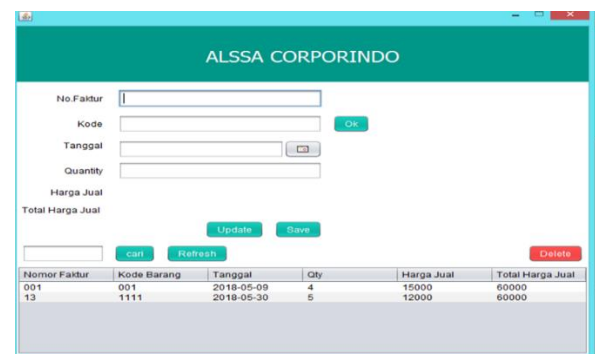 ALSSA CORPORINDO
No.Faktur
Kode
Ok
Tanggal
Quantity
Harga Jual
Total Harga Jual
Update Save
cari Refresh Delete
Nomor Faktur Kode Barang Tanggal Qty Harga Jual Total Harga Jual
001 001 2018-05-09 4 15000 60000
13 1111 2018-05-30 5 12000 60000